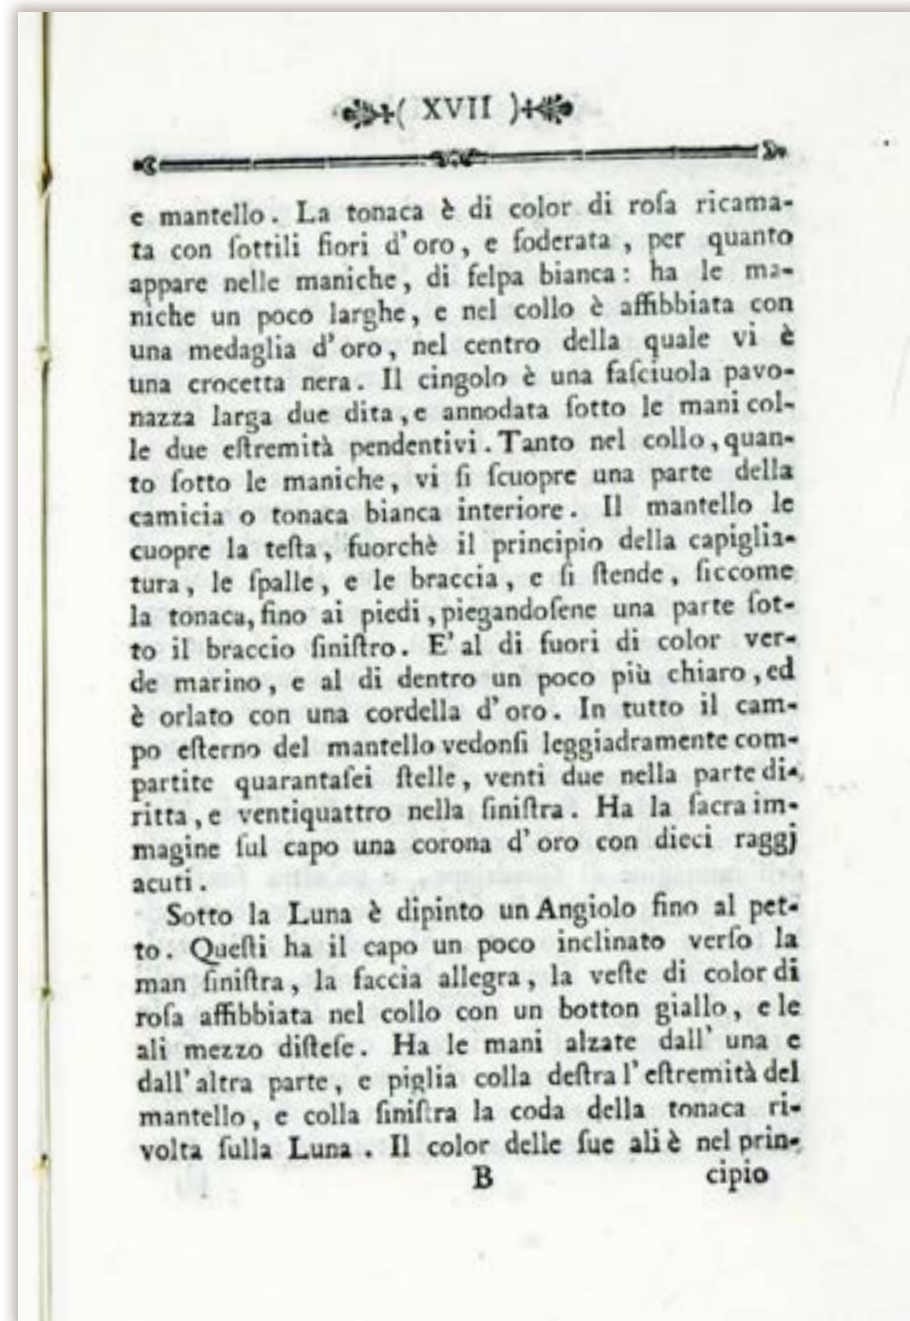 ( XVII )
e mantello. La tonaca è di color di roſa ricama-
ta con ſottili fiori d'oro, e foderata, per quanto
appare nelle maniche, di felpa bianca: ha le ma-
niche un poco larghe, e nel collo è affibbiata con
una medaglia d'oro, nel centro della quale vi è
una crocetta nera. Il cingolo è una faſciuola pavo-
nazza larga due dita, e annodata ſotto le mani col-
le due eſtremità pendentivi. Tanto nel collo, quan-
to ſotto le maniche, vi ſi ſcuopre una parte della
camicia o tonaca bianca interiore. Il mantello le
cuopre la teſta, fuorchè il principio della capiglia-
tura, le ſpalle, e le braccia, e ſi ſtende, ſiccome
la tonaca, fino ai piedi, piegandoſene una parte ſot-
to il braccio ſiniſtro. E' al di fuori di color ver-
de marino, e al di dentro un poco più chiaro, ed
è orlato con una cordella d'oro. In tutto il cam-
po eſterno del mantello vedonſi leggiadramente com-
partite quarantaſei ſtelle, venti due nella parte di-
ritta, e ventiquattro nella ſiniſtra. Ha la ſacra im-
magine ſul capo una corona d'oro con dieci raggj
acuti.
Sotto la Luna è dipinto un Angiolo fino al pet-
to. Queſti ha il capo un poco inclinato verſo la
man ſiniſtra, la faccia allegra, la veſte di color di
roſa affibbiata nel collo con un botton giallo, e le
ali mezzo diſteſe. Ha le mani alzate dall' una e
dall' altra parte, e piglia colla deſtra l' eſtremità del
mantello, e colla ſiniſtra la coda della tonaca ri-
volta ſulla Luna. Il color delle ſue ali è nel prin-
B cipio